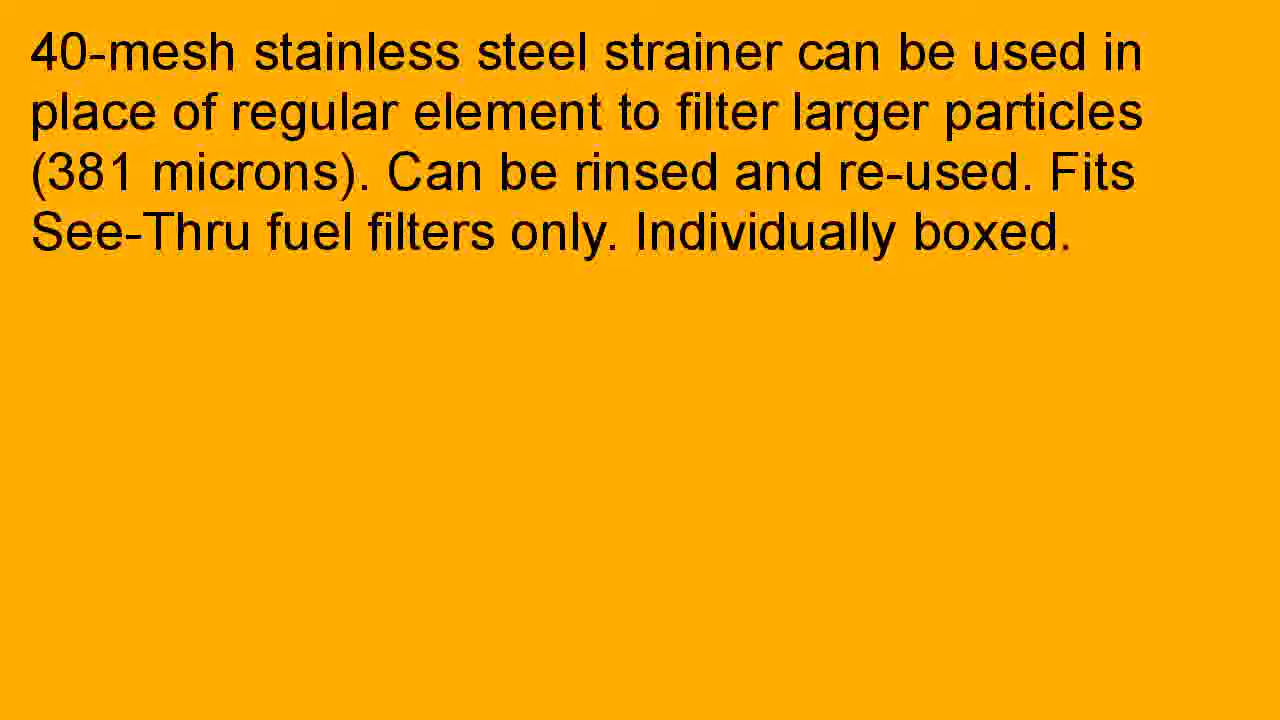 40-mesh stainless steel strainer can be used in
place of regular element to filter larger particles
(381 microns). Can be rinsed and re-used. Fits
See-Thru fuel filters only. Individually boxed.